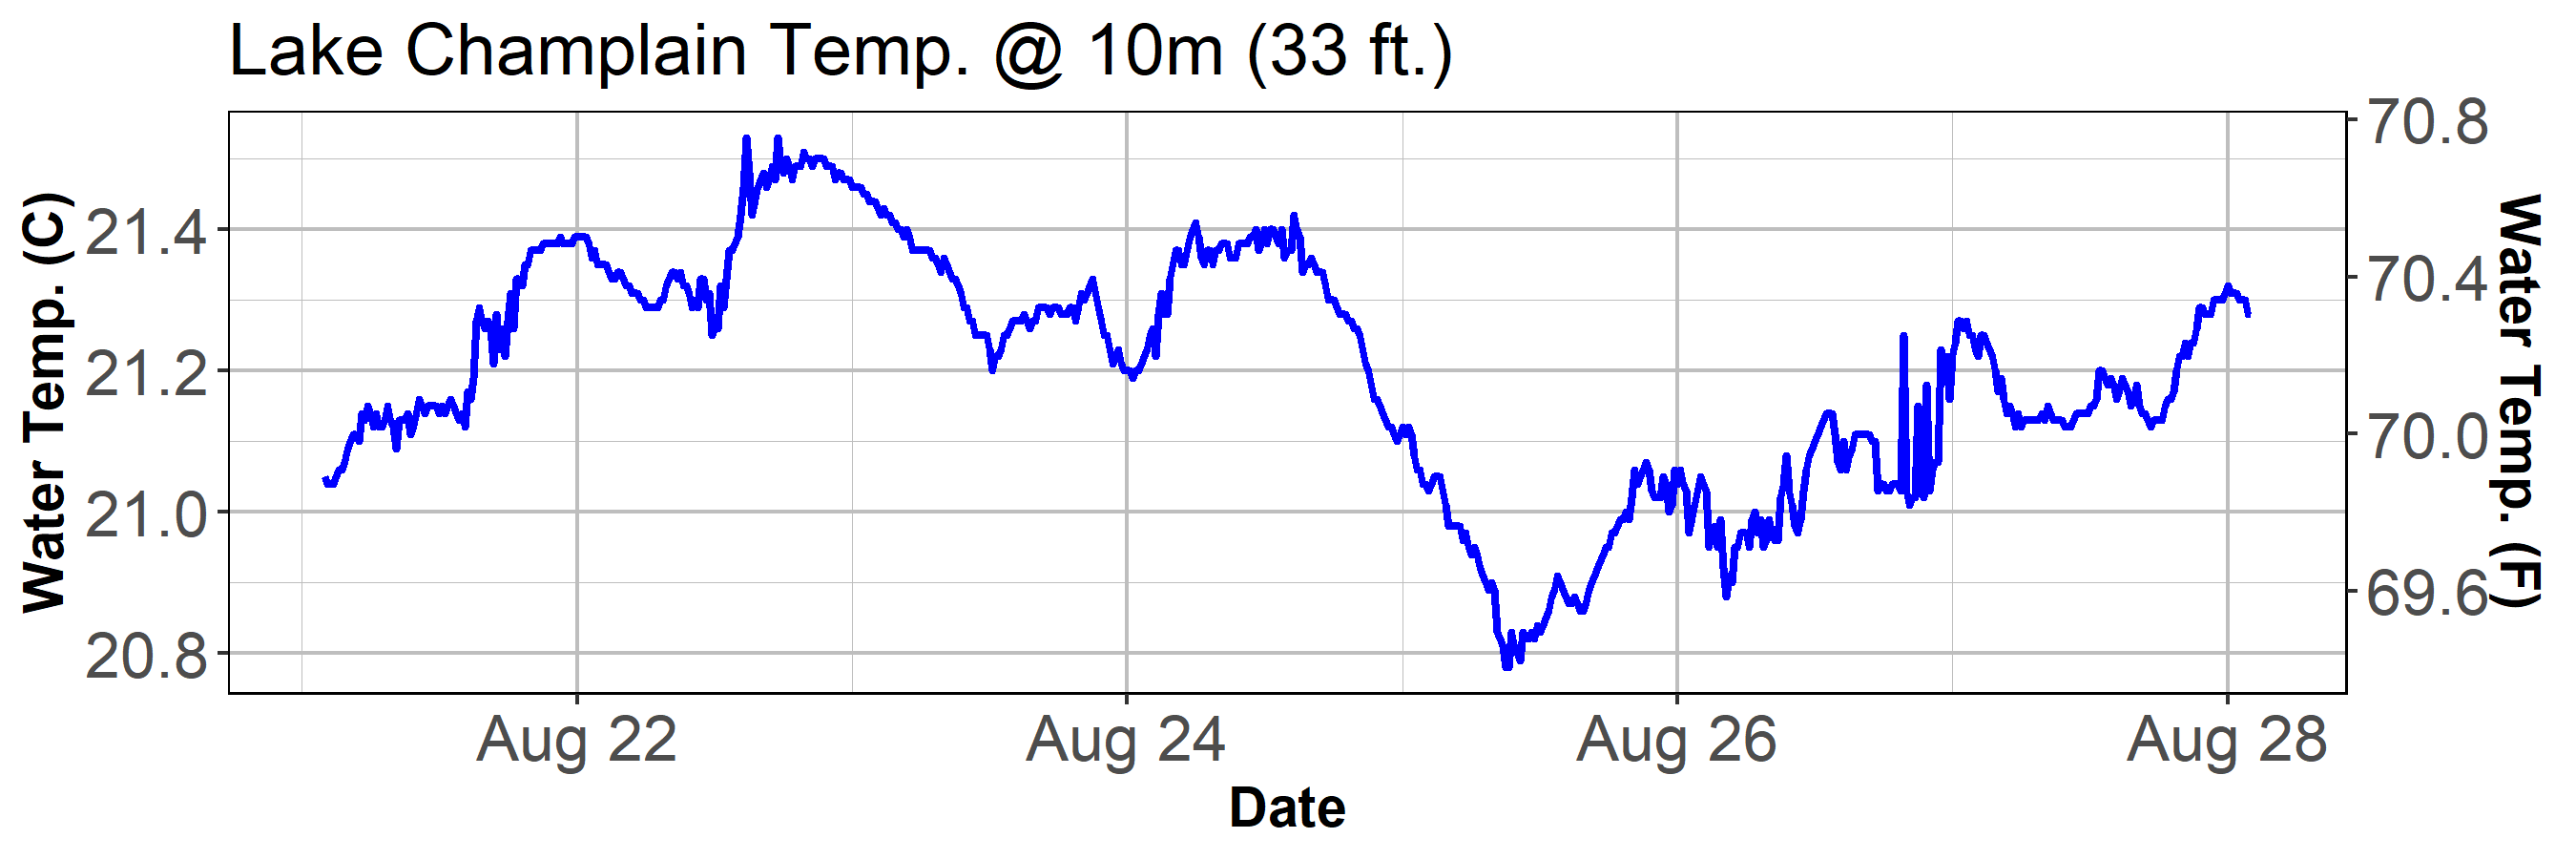 Lake Champlain Temp. @ 10m (33 ft.)
Water Temp. (C)
21.4
21.2
21.0
20.8
70.8
70.4
70.0
69.6
Water Temp. (F)
Aug 22
Aug 24
Aug 26
Aug 28
Date